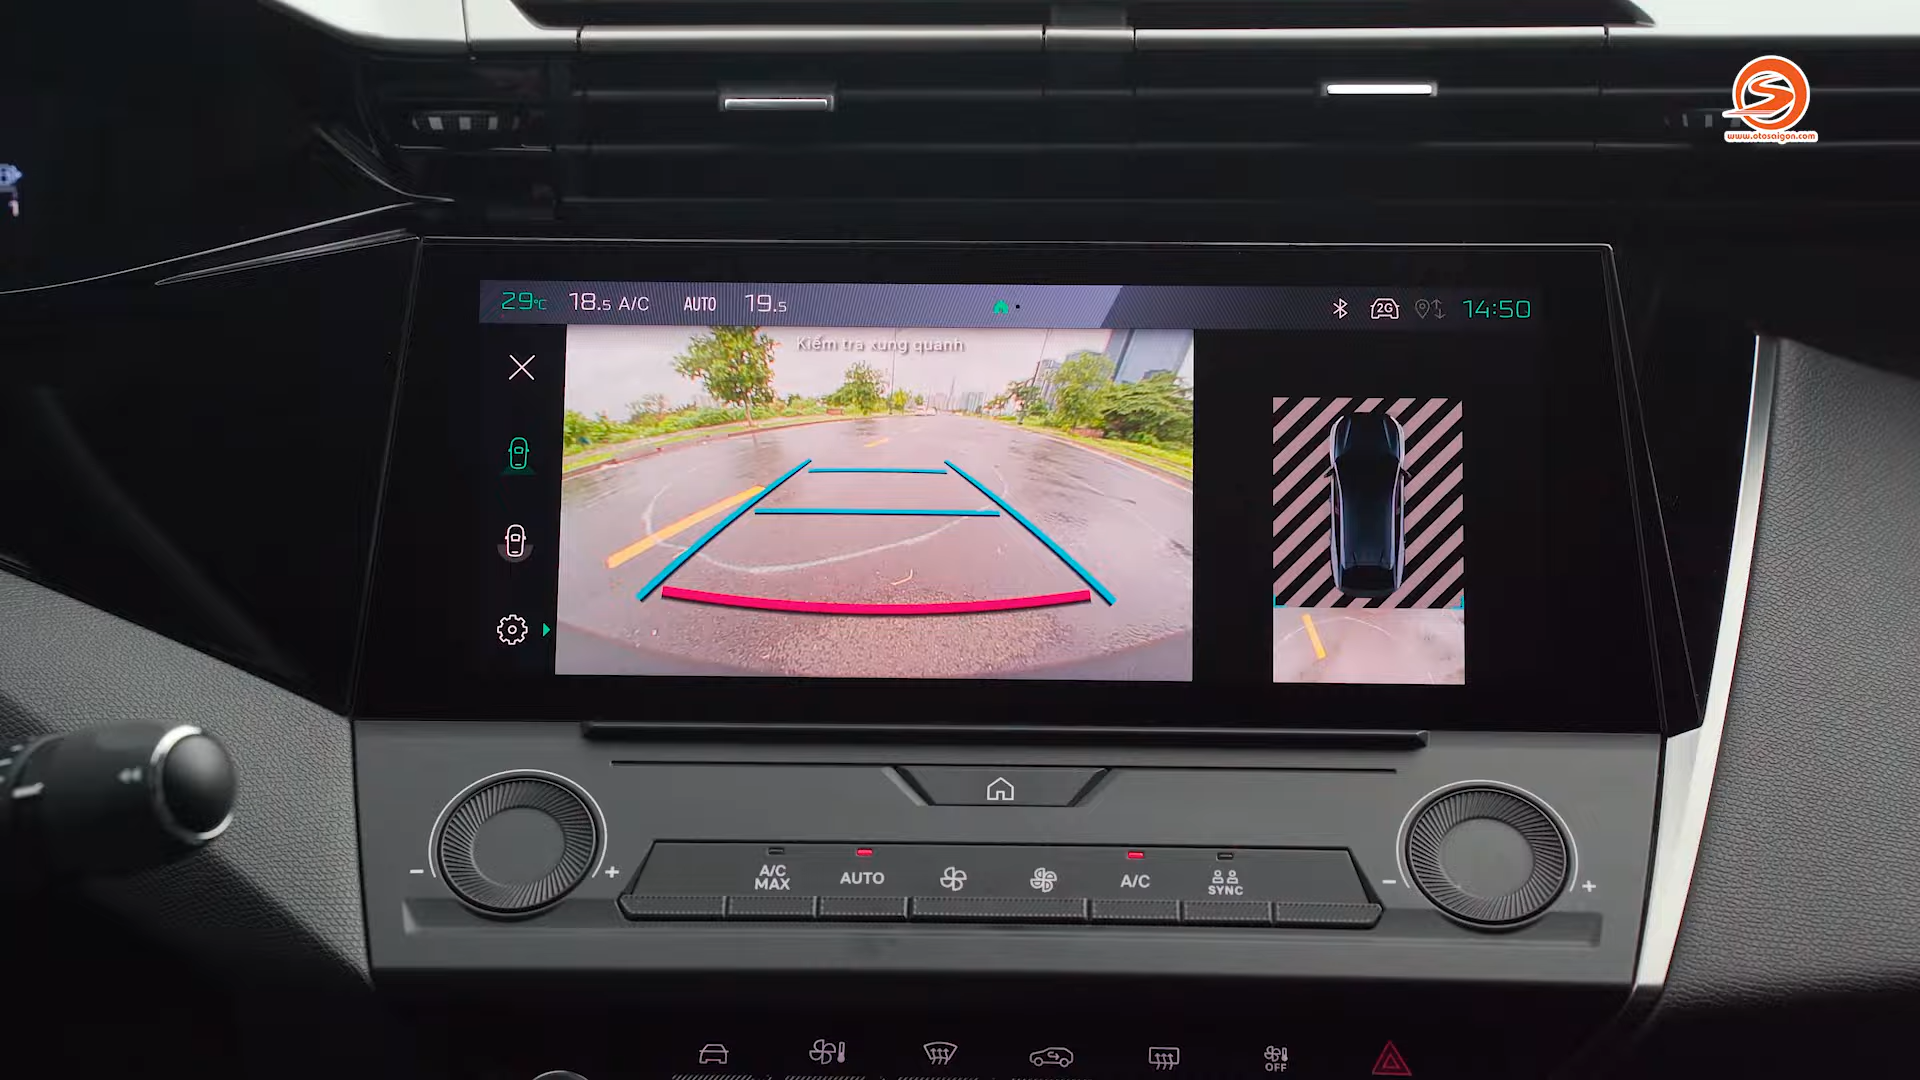 www.otosaigon.com
29°C 18.5 A/C AUTO 19.5 2G 14:50
Kiểm tra xung quanh
A/C MAX AUTO A/C SYNC
- + - +
OFF